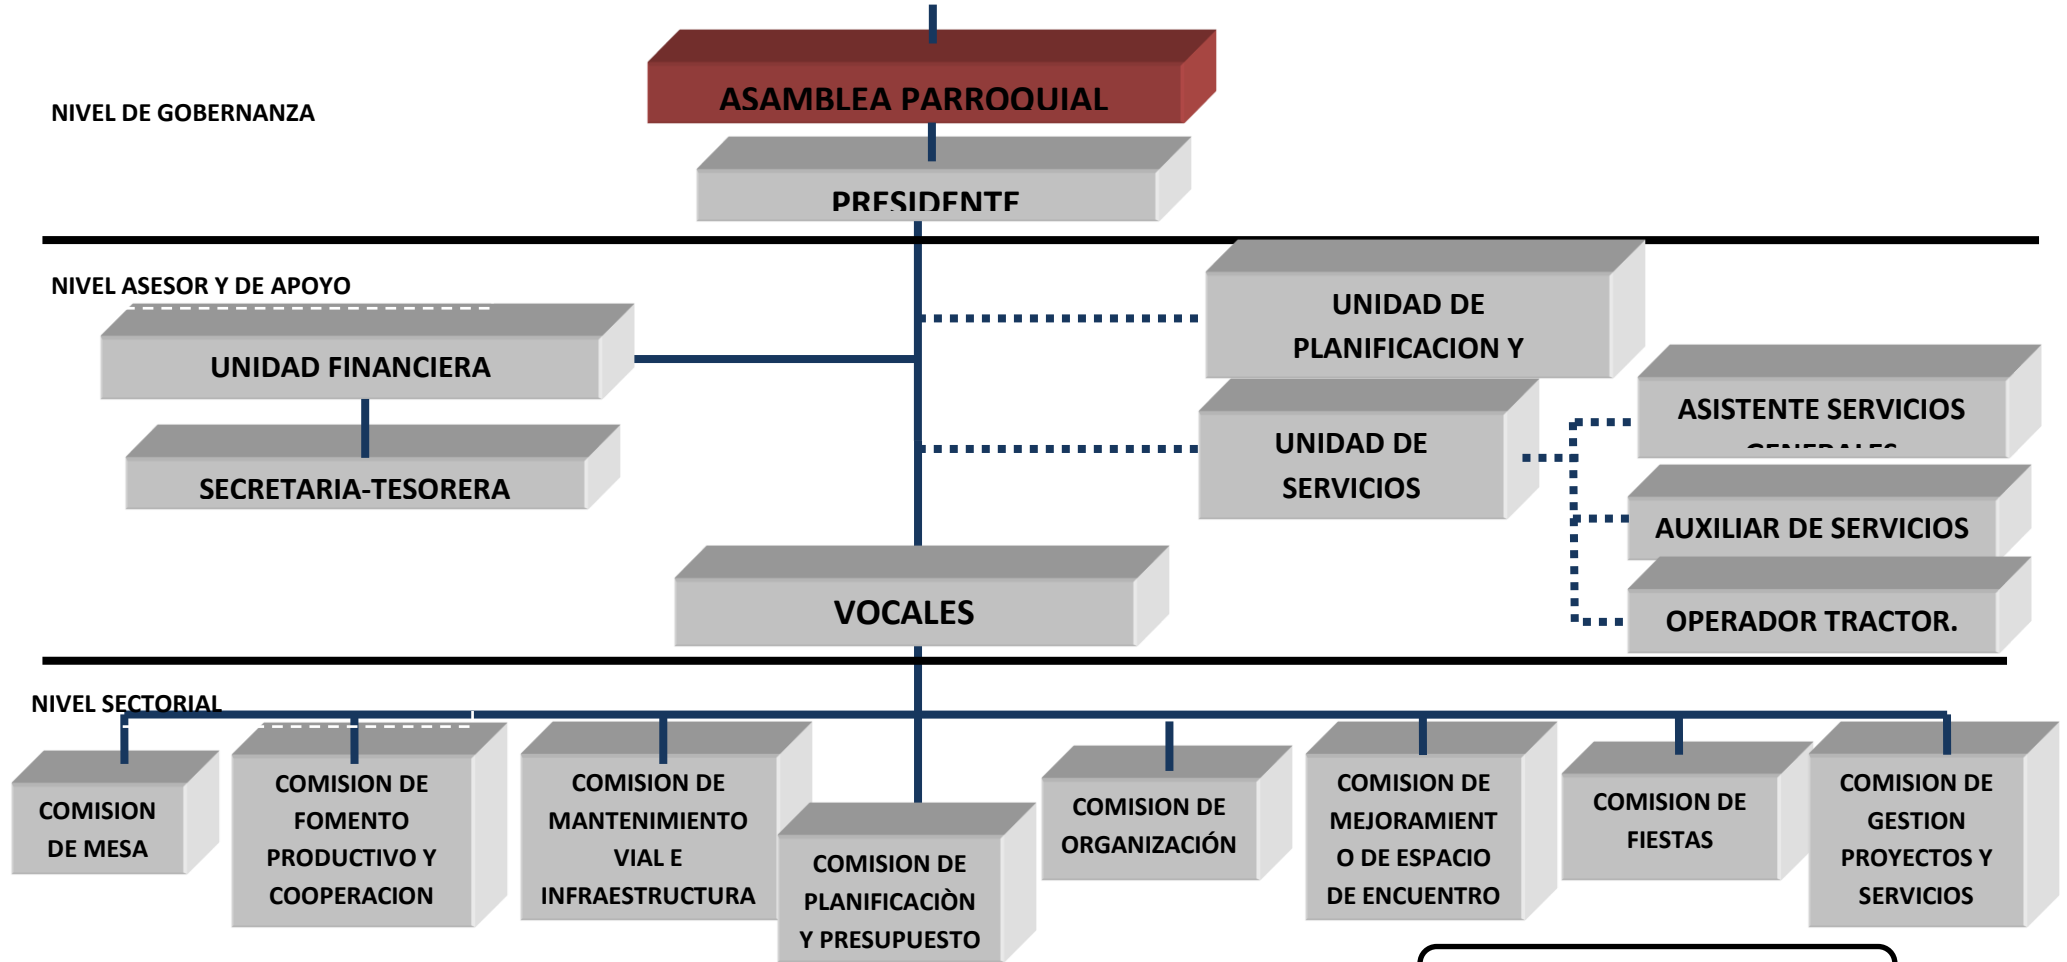 ASAMBLEA PARROQUIAL
NIVEL DE GOBERNANZA
PRESIDENTE
NIVEL ASESOR Y DE APOYO
UNIDAD DE
PLANIFICACION Y
UNIDAD FINANCIERA
ASISTENTE SERVICIOS
GENERALES
UNIDAD DE
SERVICIOS
SECRETARIA-TESORERA
AUXILIAR DE SERVICIOS
VOCALES
OPERADOR TRACTOR.
NIVEL SECTORIAL
COMISION
DE MESA
COMISION DE
FOMENTO
PRODUCTIVO Y
COOPERACION
COMISION DE
MANTENIMIENTO
VIAL E
INFRAESTRUCTURA
COMISION DE
PLANIFICACIÒN
Y PRESUPUESTO
COMISION DE
ORGANIZACIÓN
COMISION DE
MEJORAMIENT
O DE ESPACIO
DE ENCUENTRO
COMISION DE
FIESTAS
COMISION DE
GESTION
PROYECTOS Y
SERVICIOS